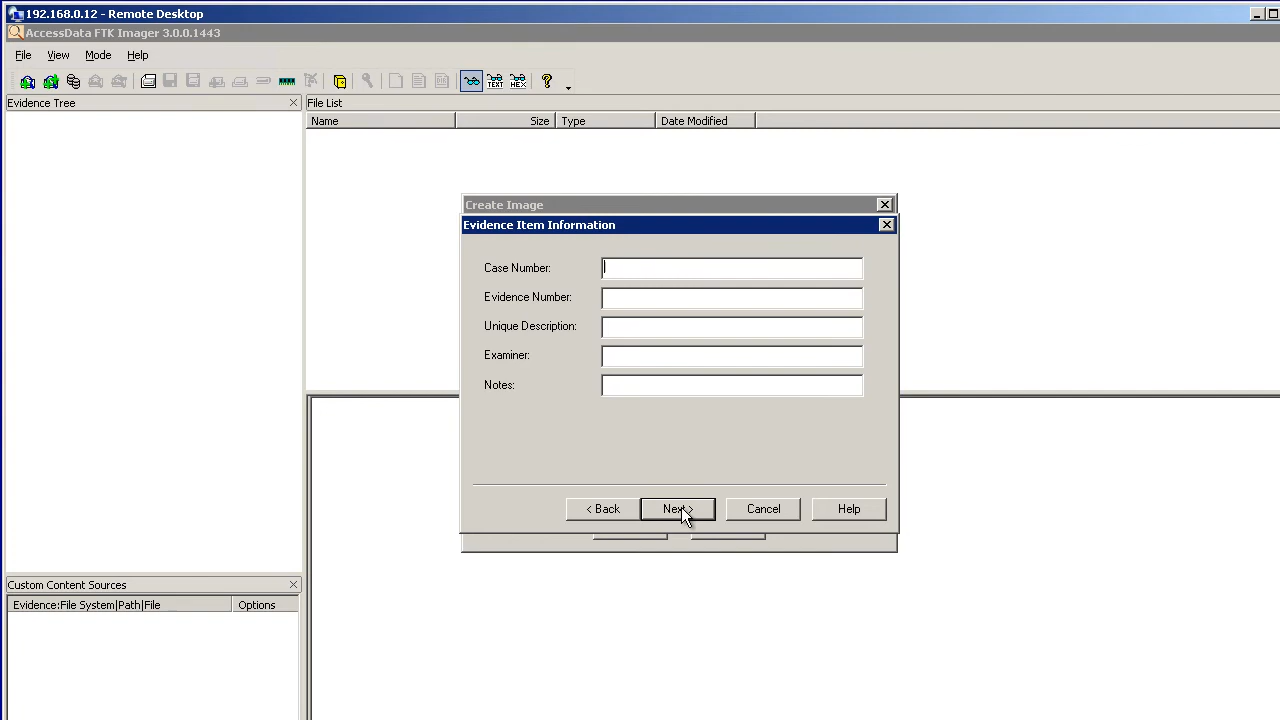 192.168.0.12 - Remote Desktop
AccessData FTK Imager 3.0.0.1443
File View Mode Help
TEXT HEX
Evidence Tree
File List
Name Size Type Date Modified
Create Image
Evidence Item Information
Case Number:
Evidence Number:
Unique Description:
Examiner:
Notes:
< Back Next > Cancel Help
Custom Content Sources
Evidence:File System|Path|File Options